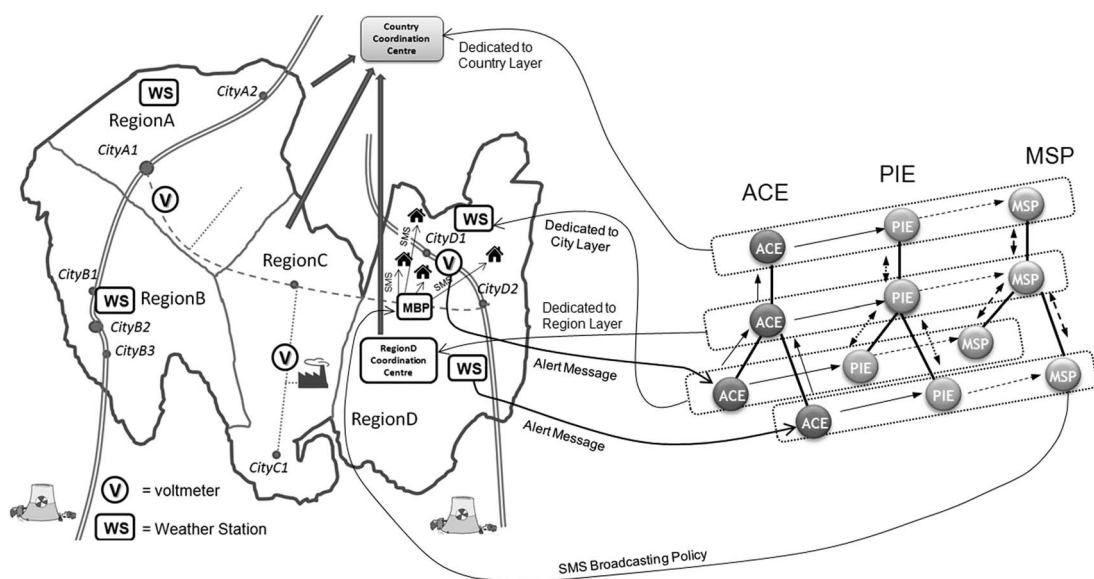 Country
Coordination
Centre
Dedicated to
Country Layer
WS
CityA2
RegionA
CityA1
V
MSP
PIE
ACE
MSP
PIE
ACE
WS
SMS
CityD1
Dedicated to
City Layer
RegionC
SMS
SMS
V
CityB1
WS
RegionB
CityD2
MBP
CityB2
CityB3
Dedicated to
Region Layer
MSP
PIE
ACE
RegionD
Coordination
Centre
V
WS
Alert Message
MSP
PIE
ACE
MSP
PIE
ACE
RegionD
Alert Message
CityC1
V
= voltmeter
WS
= Weather Station
SMS Broadcasting Policy